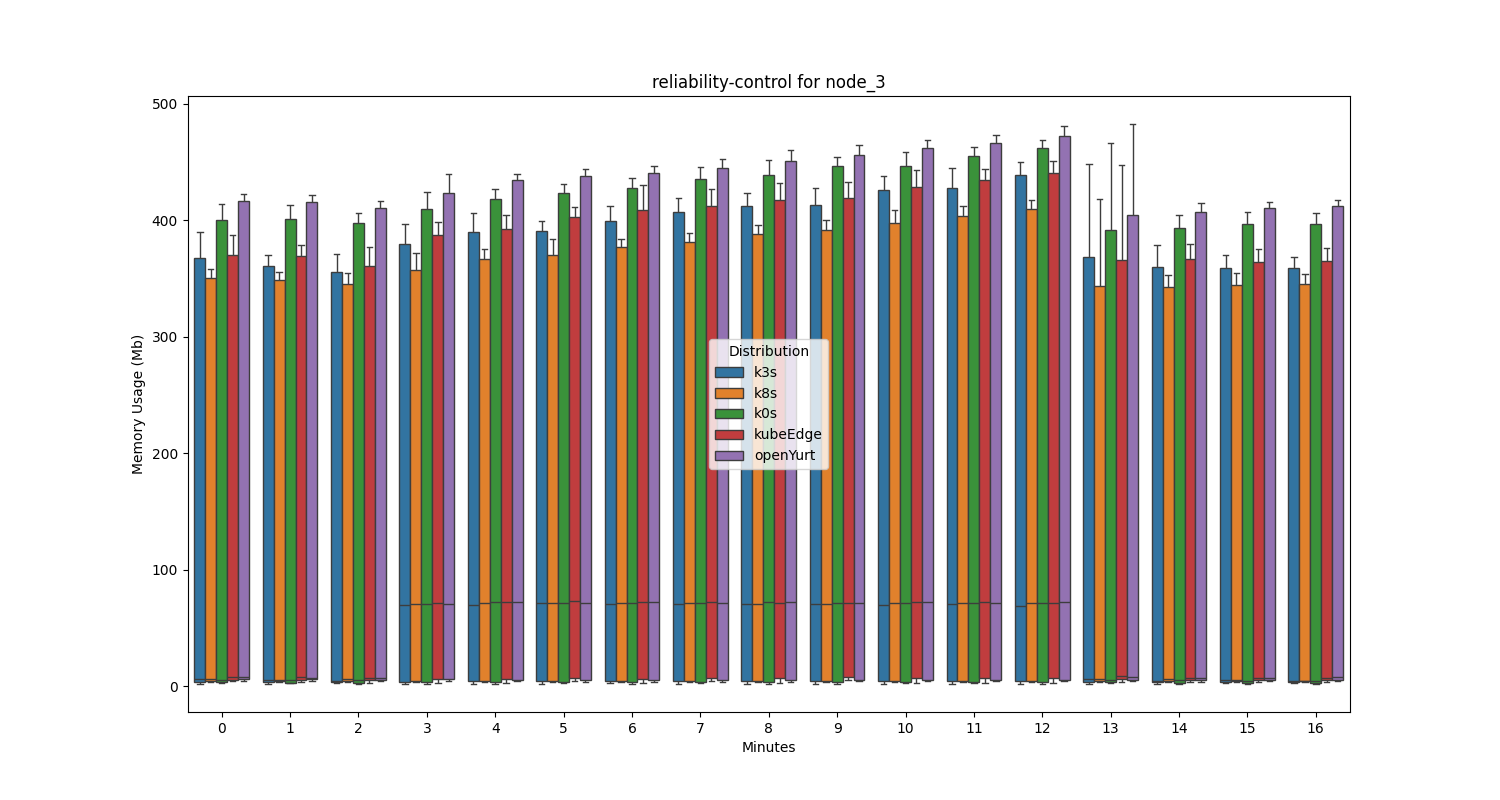 reliability-control for node_3
Memory Usage (Mb)
500
400
300
200
100
0
Distribution
k3s
k8s
k0s
kubeEdge
openYurt
0 1 2 3 4 5 6 7 8 9 10 11 12 13 14 15 16
Minutes